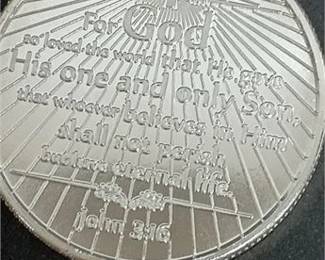 For God
so loved the world that He gave
His one and only Son,
that whoever believes in Him
shall not perish
but have eternal life.
john 3:16